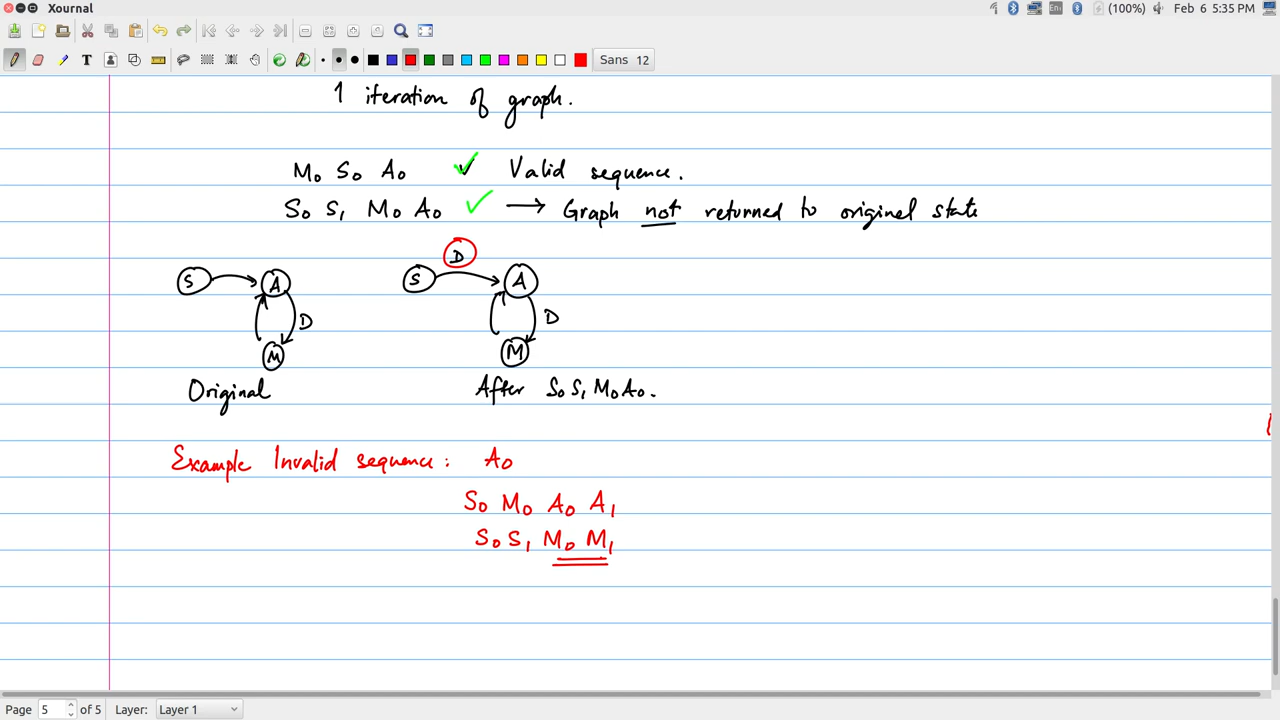 Xournal
En
(100%)
Feb 6 5:35 PM
T
Sans 12
1 iteration of graph.
M₀ S₀ A₀ ✓ Valid sequence.
S₀ S₁ M₀ A₀ ✓ → Graph not returned to original state
D
S A S A
D D
M M
Original After S₀ S₁ M₀ A₀.
Example Invalid sequence: A₀
S₀ M₀ A₀ A₁
S₀ S₁ M₀ M₁
Page 5 of 5 Layer: Layer 1